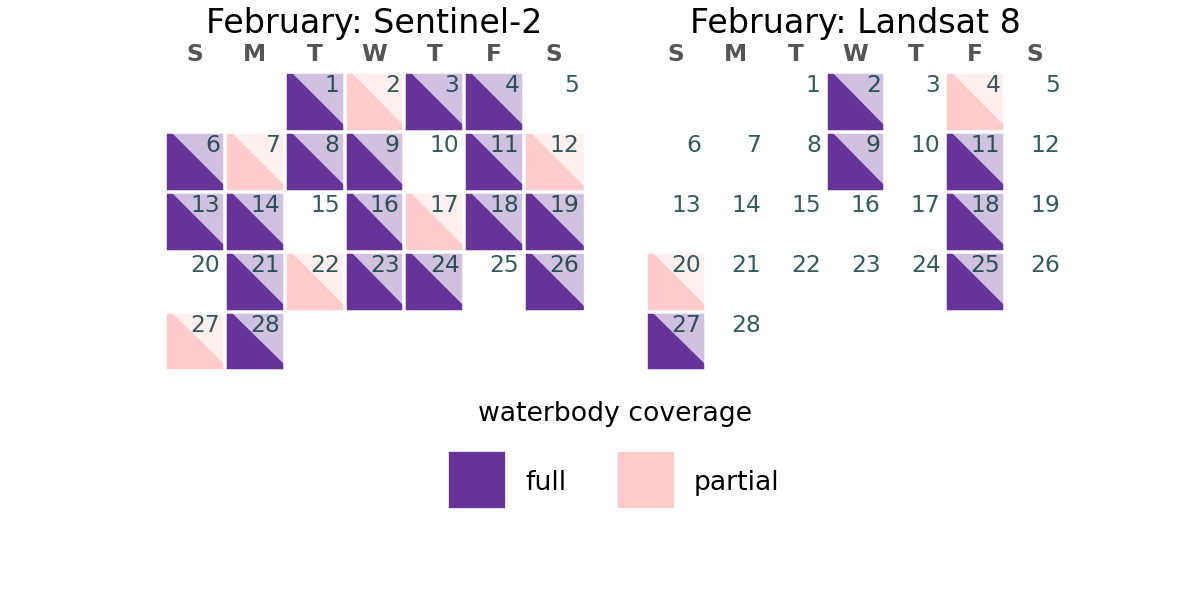 February: Sentinel-2
S M T W T F S
1 2 3 4 5
6 7 8 9 10 11 12
13 14 15 16 17 18 19
20 21 22 23 24 25 26
27 28
February: Landsat 8
S M T W T F S
1 2 3 4 5
6 7 8 9 10 11 12
13 14 15 16 17 18 19
20 21 22 23 24 25 26
27 28
waterbody coverage
full partial